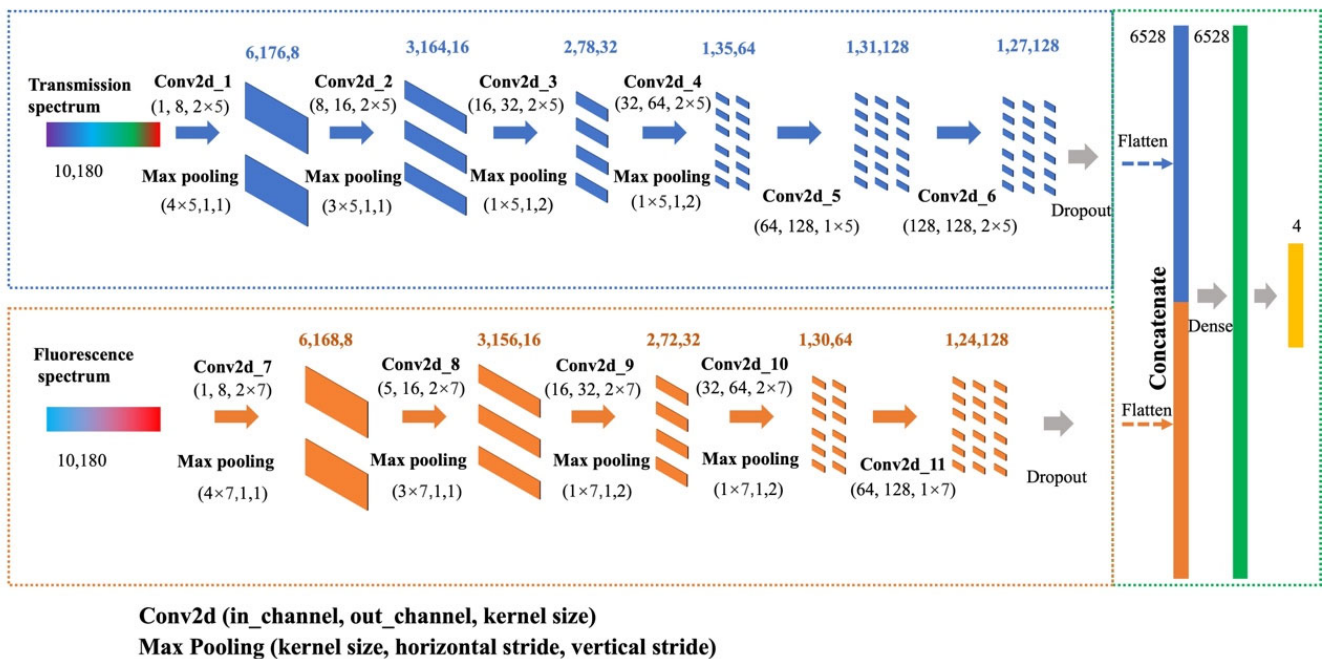 6,176,8
3,164,16
2,78,32
1,35,64
1,31,128
1,27,128
Transmission
spectrum
10,180
Conv2d_1
(1, 8, 2×5)
Max pooling
(4×5,1,1)
Conv2d_2
(8, 16, 2×5)
Max pooling
(3×5,1,1)
Conv2d_3
(16, 32, 2×5)
Max pooling
(1×5,1,2)
Conv2d_4
(32, 64, 2×5)
Max pooling
(1×5,1,2)
Conv2d_5
(64, 128, 1×5)
Conv2d_6
(128, 128, 2×5)
Dropout
6,168,8
3,156,16
2,72,32
1,30,64
1,24,128
Fluorescence
spectrum
10,180
Conv2d_7
(1, 8, 2×7)
Max pooling
(4×7,1,1)
Conv2d_8
(5, 16, 2×7)
Max pooling
(3×7,1,1)
Conv2d_9
(16, 32, 2×7)
Max pooling
(1×7,1,2)
Conv2d_10
(32, 64, 2×7)
Max pooling
(1×7,1,2)
Conv2d_11
(64, 128, 1×7)
Dropout
6528
6528
Flatten
Flatten
Concatenate
Dense
4
Conv2d (in_channel, out_channel, kernel size)
Max Pooling (kernel size, horizontal stride, vertical stride)